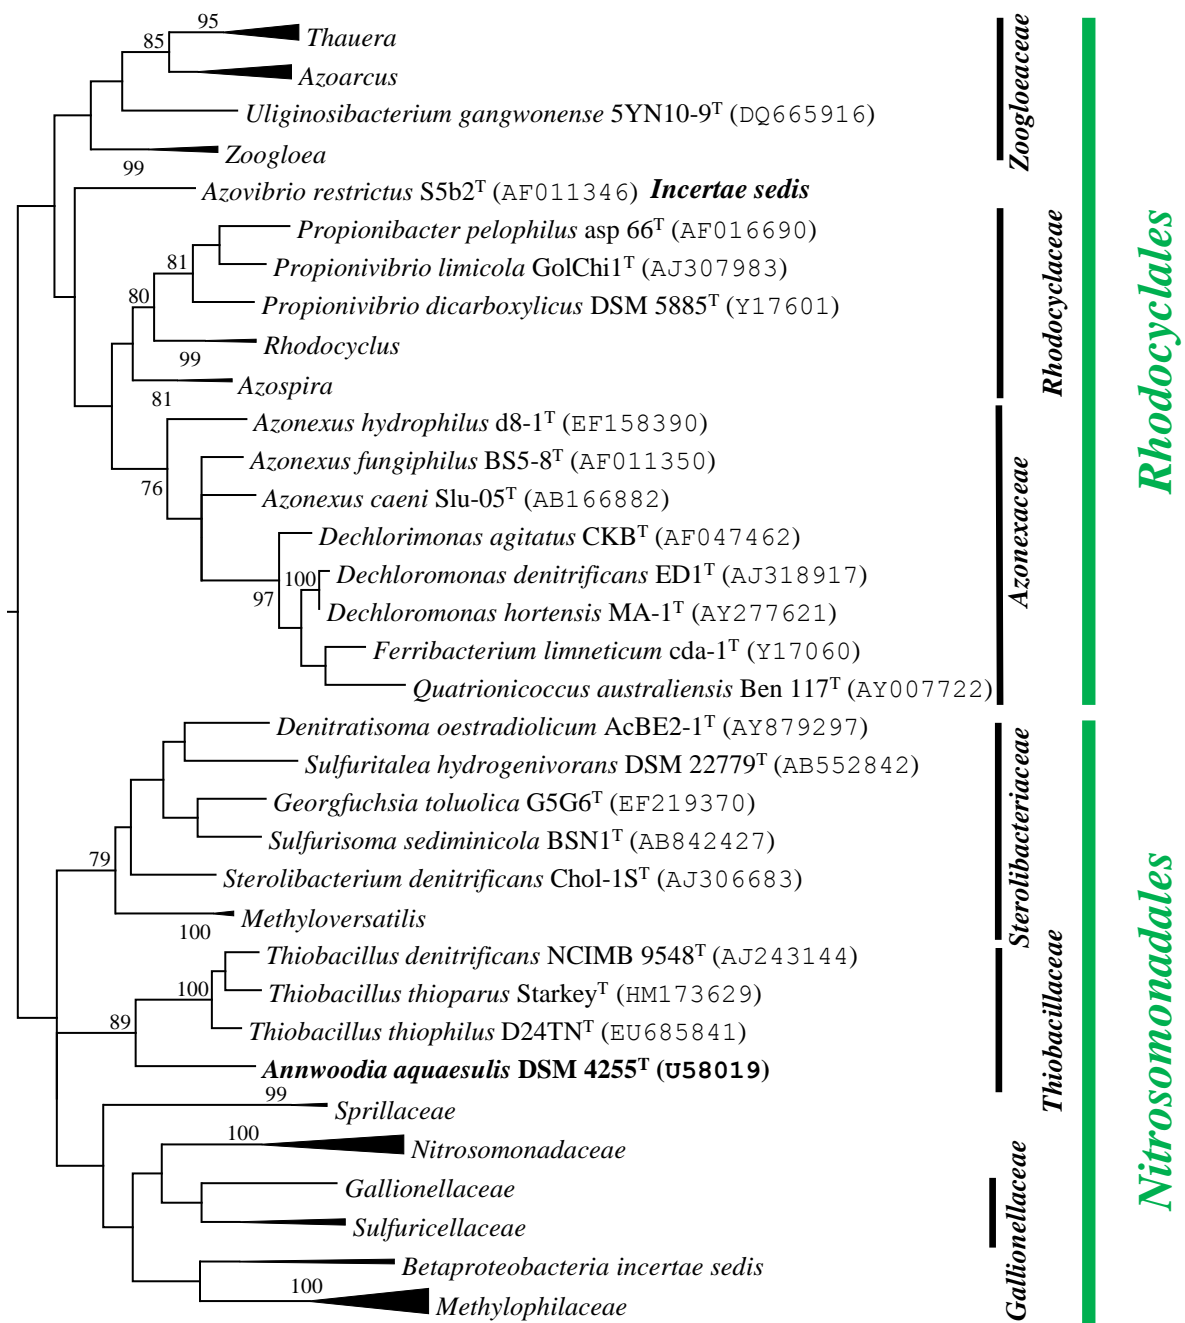 95
Thauera
85
Azoarcus
Uliginosibacterium gangwonense 5YN10-9ᵀ (DQ665916)
Zoogloea
99
Zoogloeaceae
Azovibrio restrictus S5b2ᵀ (AF011346) Incertae sedis
Propionibacter pelophilus asp 66ᵀ (AF016690)
81
Propionivibrio limicola GolChi1ᵀ (AJ307983)
80
Propionivibrio dicarboxylicus DSM 5885ᵀ (Y17601)
Rhodocyclus
99
Azospira
81
Rhodocyclaceae
Rhodocyclales
Azonexus hydrophilus d8-1ᵀ (EF158390)
Azonexus fungiphilus BS5-8ᵀ (AF011350)
76
Azonexus caeni Slu-05ᵀ (AB166882)
Dechlorimonas agitatus CKBᵀ (AF047462)
100
Dechloromonas denitrificans ED1ᵀ (AJ318917)
97
Dechloromonas hortensis MA-1ᵀ (AY277621)
Ferribacterium limneticum cda-1ᵀ (Y17060)
Quatrionicoccus australiensis Ben 117ᵀ (AY007722)
Azonexaceae
Denitratisoma oestradiolicum AcBE2-1ᵀ (AY879297)
Sulfuritalea hydrogenivorans DSM 22779ᵀ (AB552842)
Georgfuchsia toluolica G5G6ᵀ (EF219370)
Sulfurisoma sediminicola BSN1ᵀ (AB842427)
79
Sterolibacterium denitrificans Chol-1Sᵀ (AJ306683)
Methyloversatilis
100
Sterolibacteriaceae
Thiobacillus denitrificans NCIMB 9548ᵀ (AJ243144)
100
Thiobacillus thioparus Starkeyᵀ (HM173629)
89
Thiobacillus thiophilus D24TNᵀ (EU685841)
Annwoodia aquaesulis DSM 4255ᵀ (U58019)
Thiobacillaceae
Nitrosomonadales
99
Sprillaceae
100
Nitrosomonadaceae
Gallionellaceae
Sulfuricellaceae
Gallionellaceae
Betaproteobacteria incertae sedis
100
Methylophilaceae